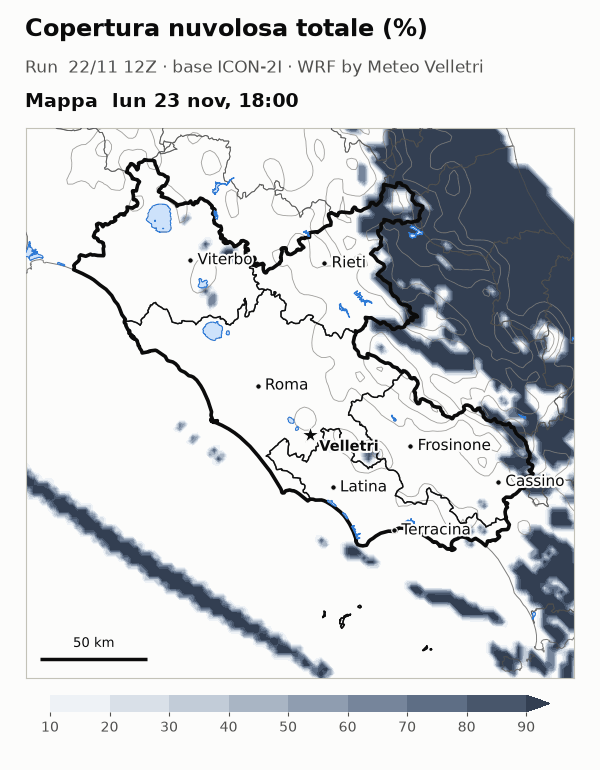 Copertura nuvolosa totale (%)
Run  22/11 12Z · base ICON-2I · WRF by Meteo Velletri
Mappa  lun 23 nov, 18:00
Viterbo
Rieti
Roma
Velletri
Frosinone
Cassino
Latina
Terracina
50 km
10 20 30 40 50 60 70 80 90